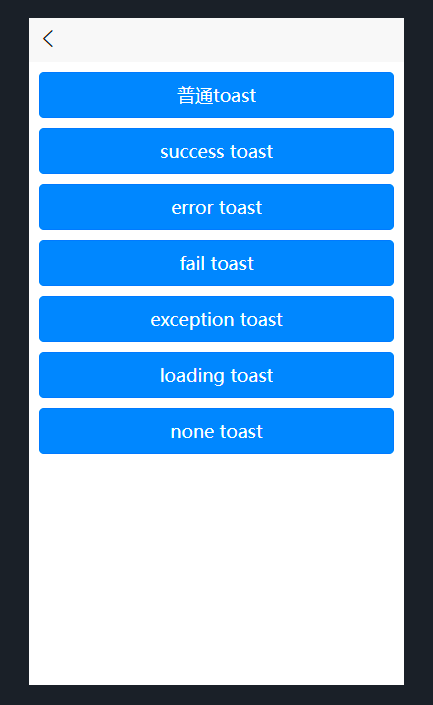 普通toast
success toast
error toast
fail toast
exception toast
loading toast
none toast